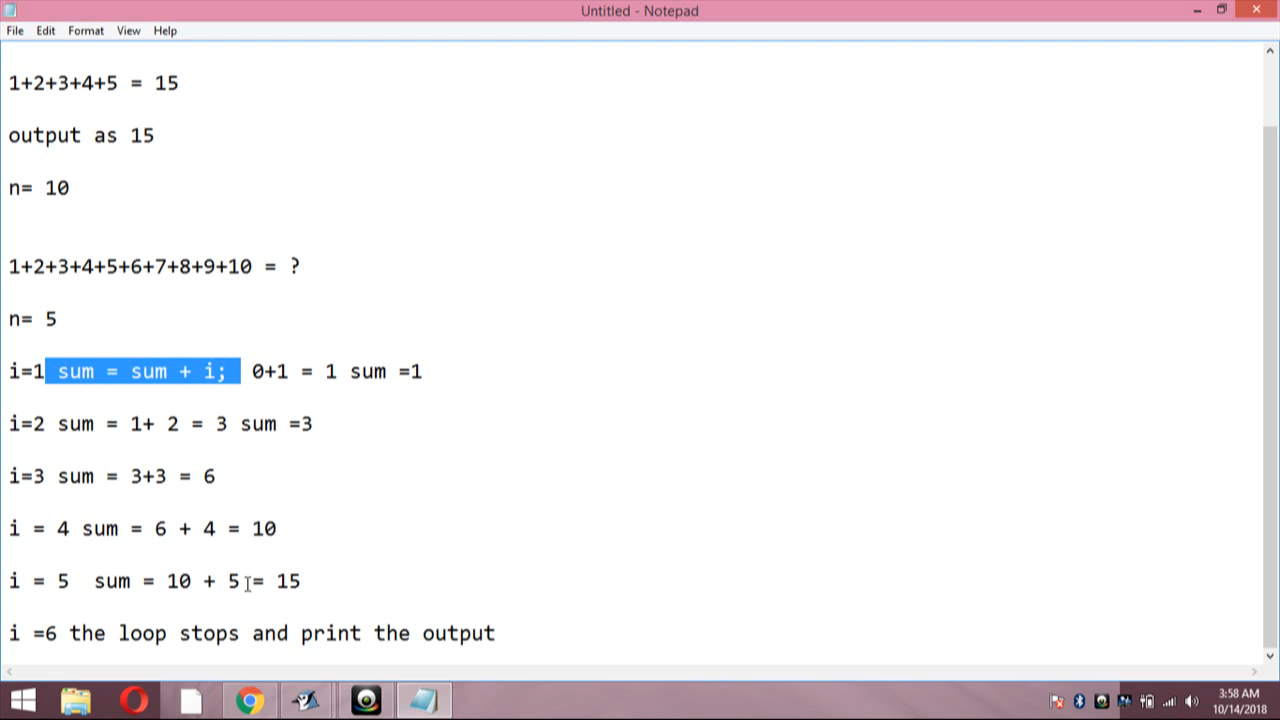 Untitled - Notepad
File Edit Format View Help
1+2+3+4+5 = 15
output as 15
n= 10
1+2+3+4+5+6+7+8+9+10 = ?
n= 5
i=1 sum = sum + i;  0+1 = 1 sum =1
i=2 sum = 1+ 2 = 3 sum =3
i=3 sum = 3+3 = 6
i = 4 sum = 6 + 4 = 10
i = 5  sum = 10 + 5 = 15
i =6 the loop stops and print the output
3:58 AM
10/14/2018